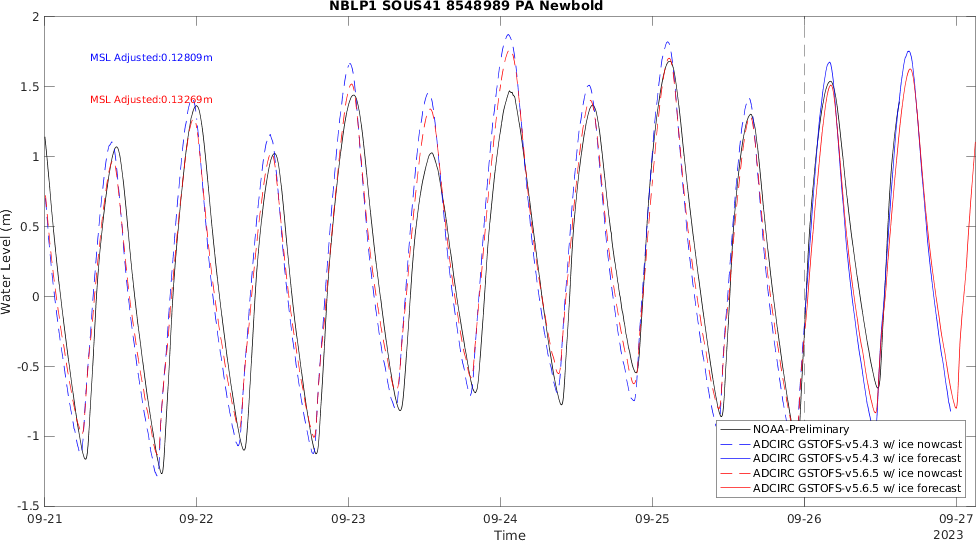 NBLP1 SOUS41 8548989 PA Newbold
2
MSL Adjusted:0.12809m
1.5
MSL Adjusted:0.13269m
1
0.5
Water Level (m)
0
-0.5
-1
-1.5
NOAA-Preliminary
ADCIRC GSTOFS-v5.4.3 w/ ice nowcast
ADCIRC GSTOFS-v5.4.3 w/ ice forecast
ADCIRC GSTOFS-v5.6.5 w/ ice nowcast
ADCIRC GSTOFS-v5.6.5 w/ ice forecast
09-21 09-22 09-23 09-24 09-25 09-26 09-27
Time 2023